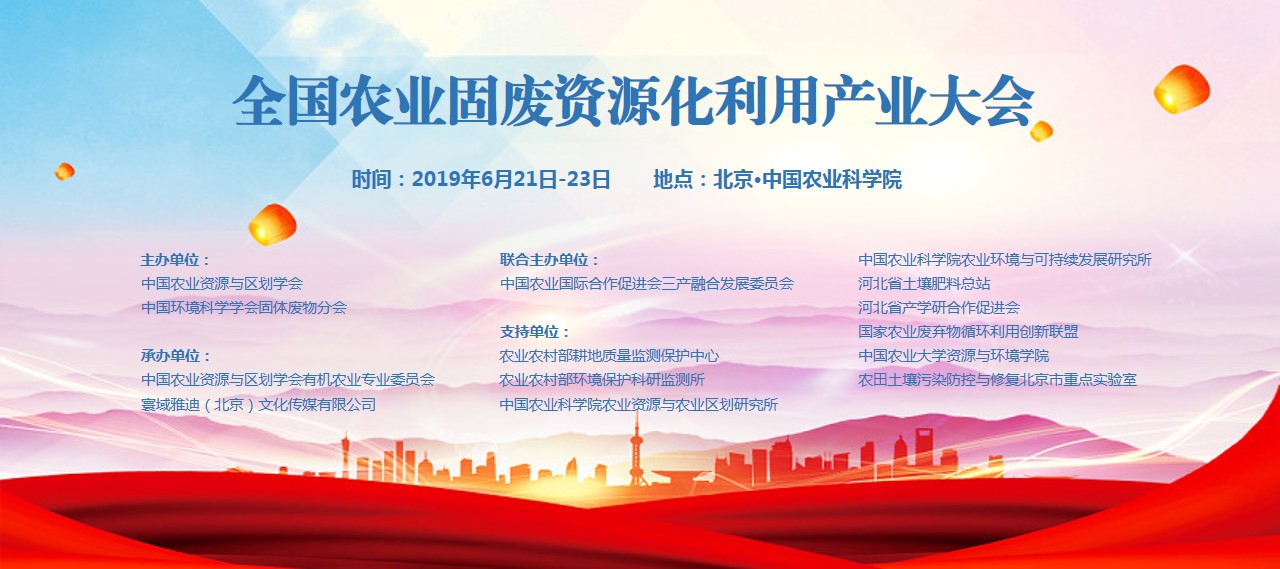 全国农业固废资源化利用产业大会
时间：2019年6月21日-23日 地点：北京•中国农业科学院
主办单位：
中国农业资源与区划学会
中国环境科学学会固体废物分会
承办单位：
中国农业资源与区划学会有机农业专业委员会
寰域雅迪（北京）文化传媒有限公司
联合主办单位：
中国农业国际合作促进会三产融合发展委员会
支持单位：
农业农村部耕地质量监测保护中心
农业农村部环境保护科研监测所
中国农业科学院农业资源与农业区划研究所
中国农业科学院农业环境与可持续发展研究所
河北省土壤肥料总站
河北省产学研合作促进会
国家农业废弃物循环利用创新联盟
中国农业大学资源与环境学院
农田土壤污染防控与修复北京市重点实验室